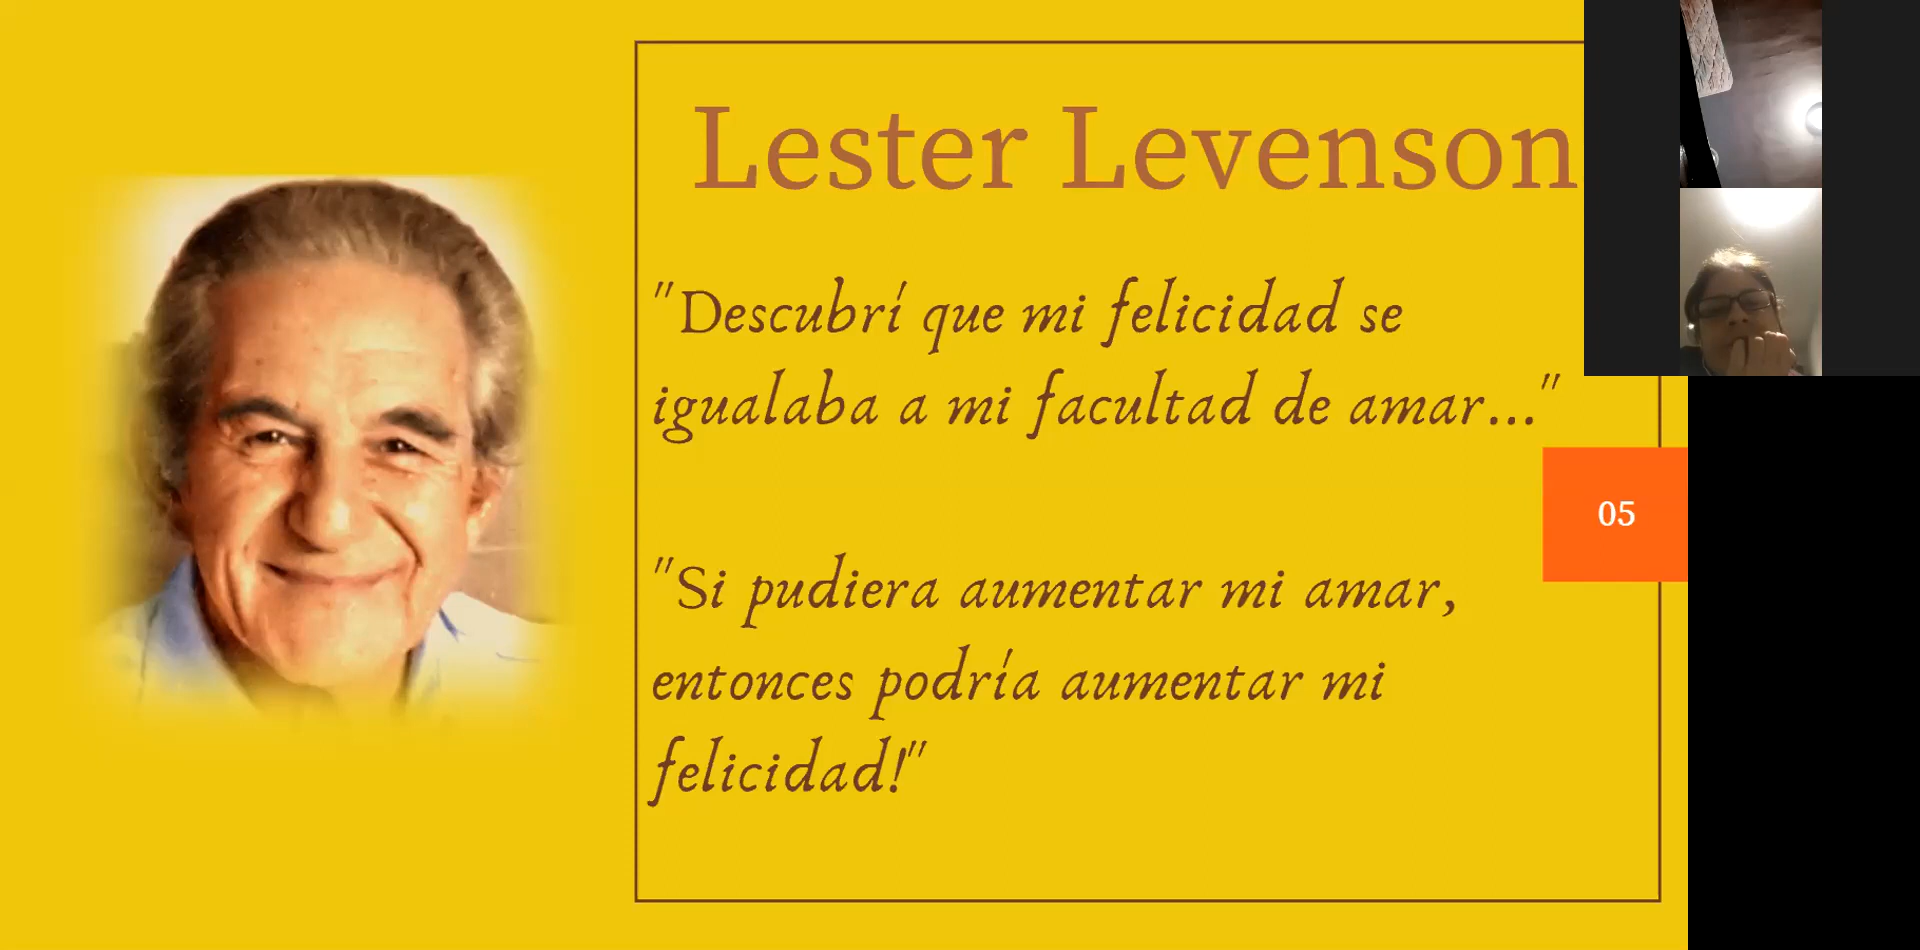 Lester Levenson
"Descubrí que mi felicidad se
igualaba a mi facultad de amar..."
05
"Si pudiera aumentar mi amar,
entonces podría aumentar mi
felicidad!"